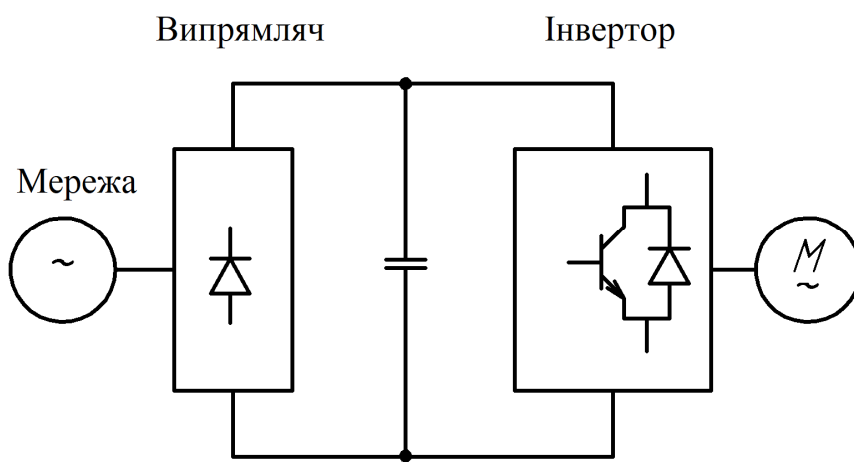 Випрямляч
Інвертор
Мережа
~
M
~